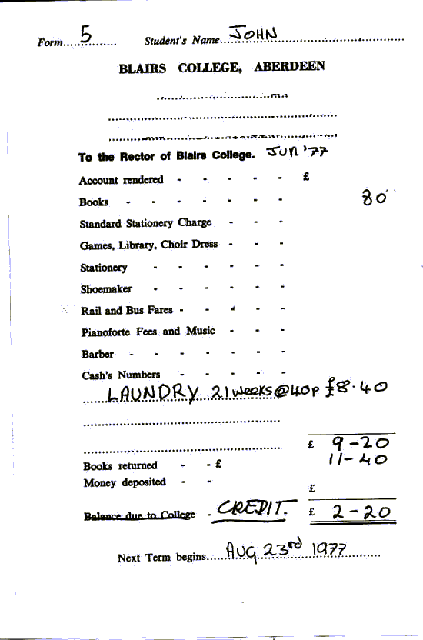 Form 5 Student's Name JOHN
BLAIRS COLLEGE, ABERDEEN
To the Rector of Blairs College. JUN '77
Account rendered - - - - - £
Books - - - - - - - - 80
Standard Stationery Charge - - -
Games, Library, Choir Dress - - -
Stationery - - - - - -
Shoemaker - - - - - -
Rail and Bus Fares - - - - -
Pianoforte Fees and Music - - -
Barber - - - - - - -
Cash's Numbers - - - - -
LAUNDRY 21 weeks @ 40p £8.40
£ 9-20
Books returned - - £ 11-40
Money deposited - - £
Balance due to College - CREDIT. £ 2-20
Next Term begins AUG 23rd 1977